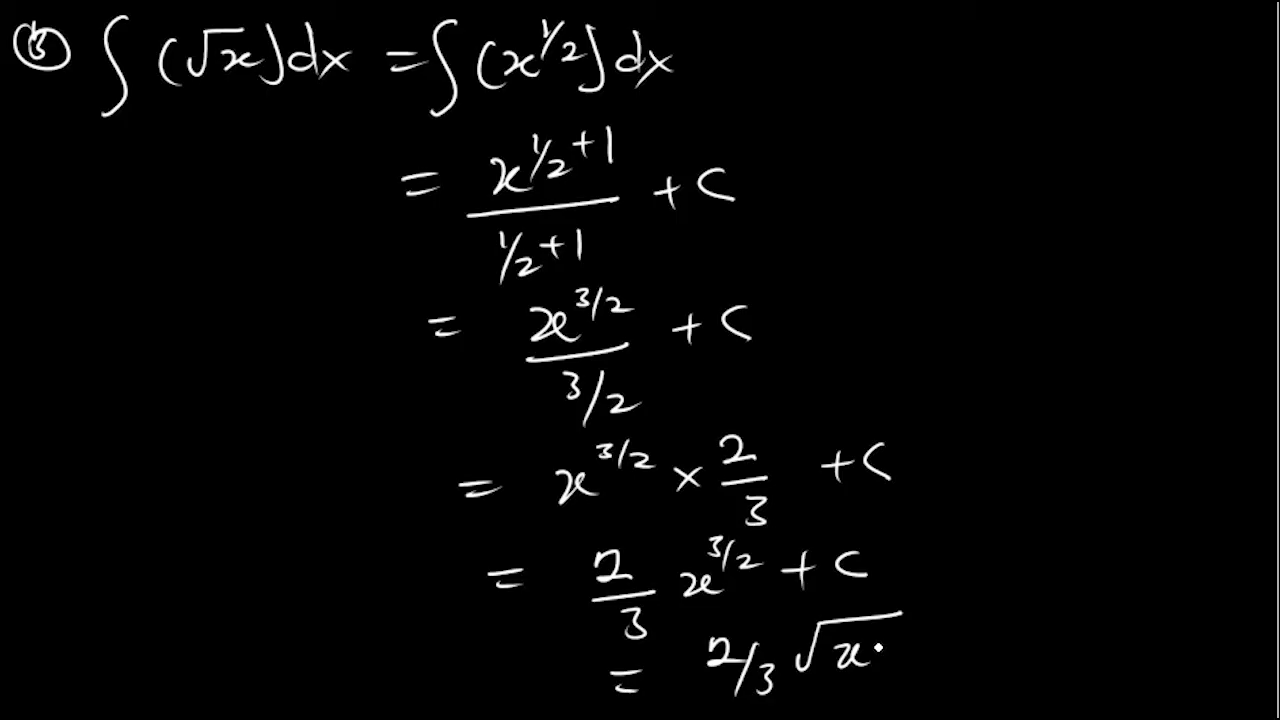 ③ ∫ (√x) dx = ∫ (x^1/2) dx
= x^1/2+1 / 1/2+1 + C
= x^3/2 / 3/2 + C
= x^3/2 × 2/3 + C
= 2/3 x^3/2 + C
= 2/3 √x